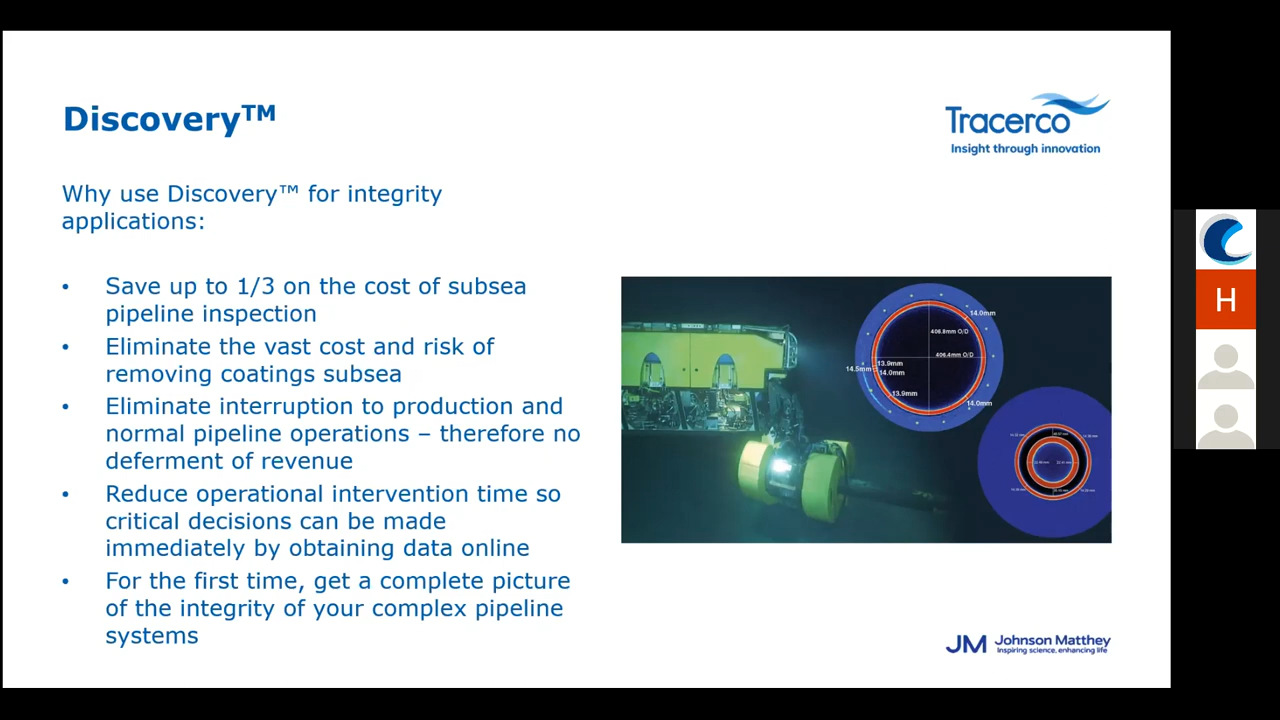 Discovery™
Tracerco
Insight through innovation
Why use Discovery™ for integrity
applications:
• Save up to 1/3 on the cost of subsea
pipeline inspection
• Eliminate the vast cost and risk of
removing coatings subsea
• Eliminate interruption to production and
normal pipeline operations – therefore no
deferment of revenue
• Reduce operational intervention time so
critical decisions can be made
immediately by obtaining data online
• For the first time, get a complete picture
of the integrity of your complex pipeline
systems
14.0mm
406.8mm O/D
406.4mm O/D
13.9mm
14.5mm
14.0mm
13.9mm
14.0mm
JM Johnson Matthey
Inspiring science, enhancing life
H